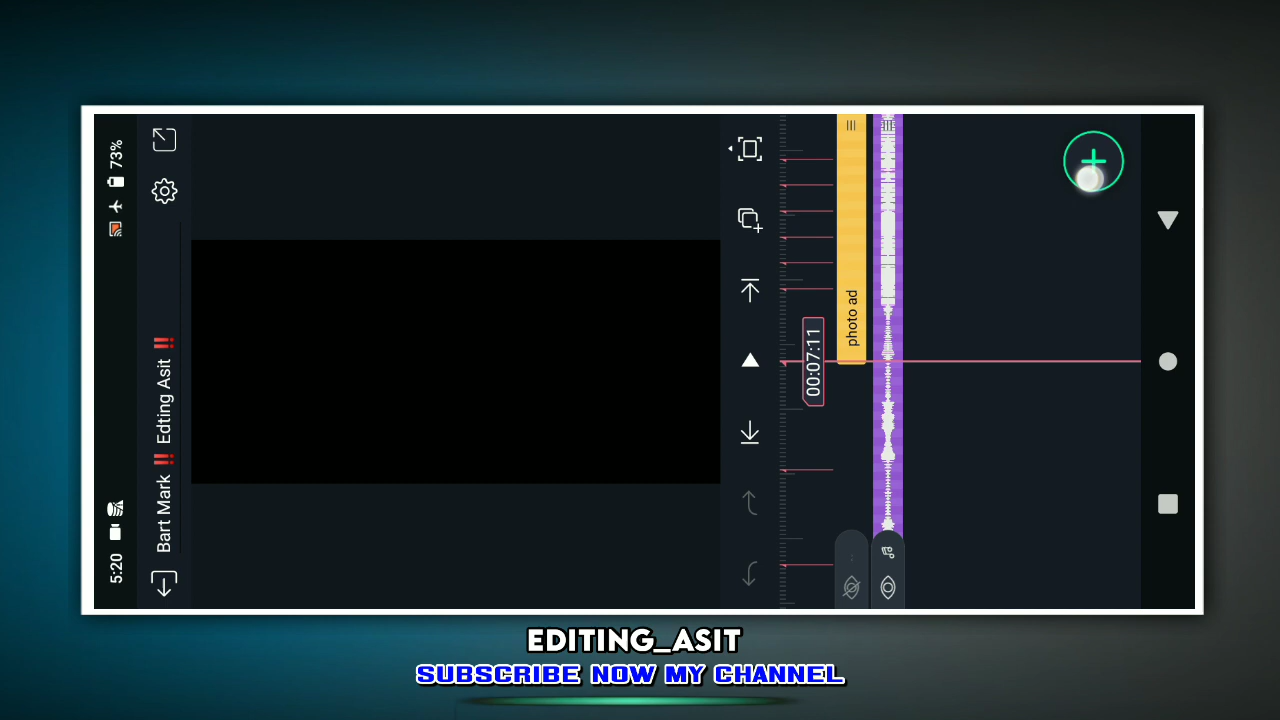 5:20
73%
Bart Mark ‼️ Edting Asit ‼️
00:07:11
photo ad
EDITING_ASIT
SUBSCRIBE NOW MY CHANNEL